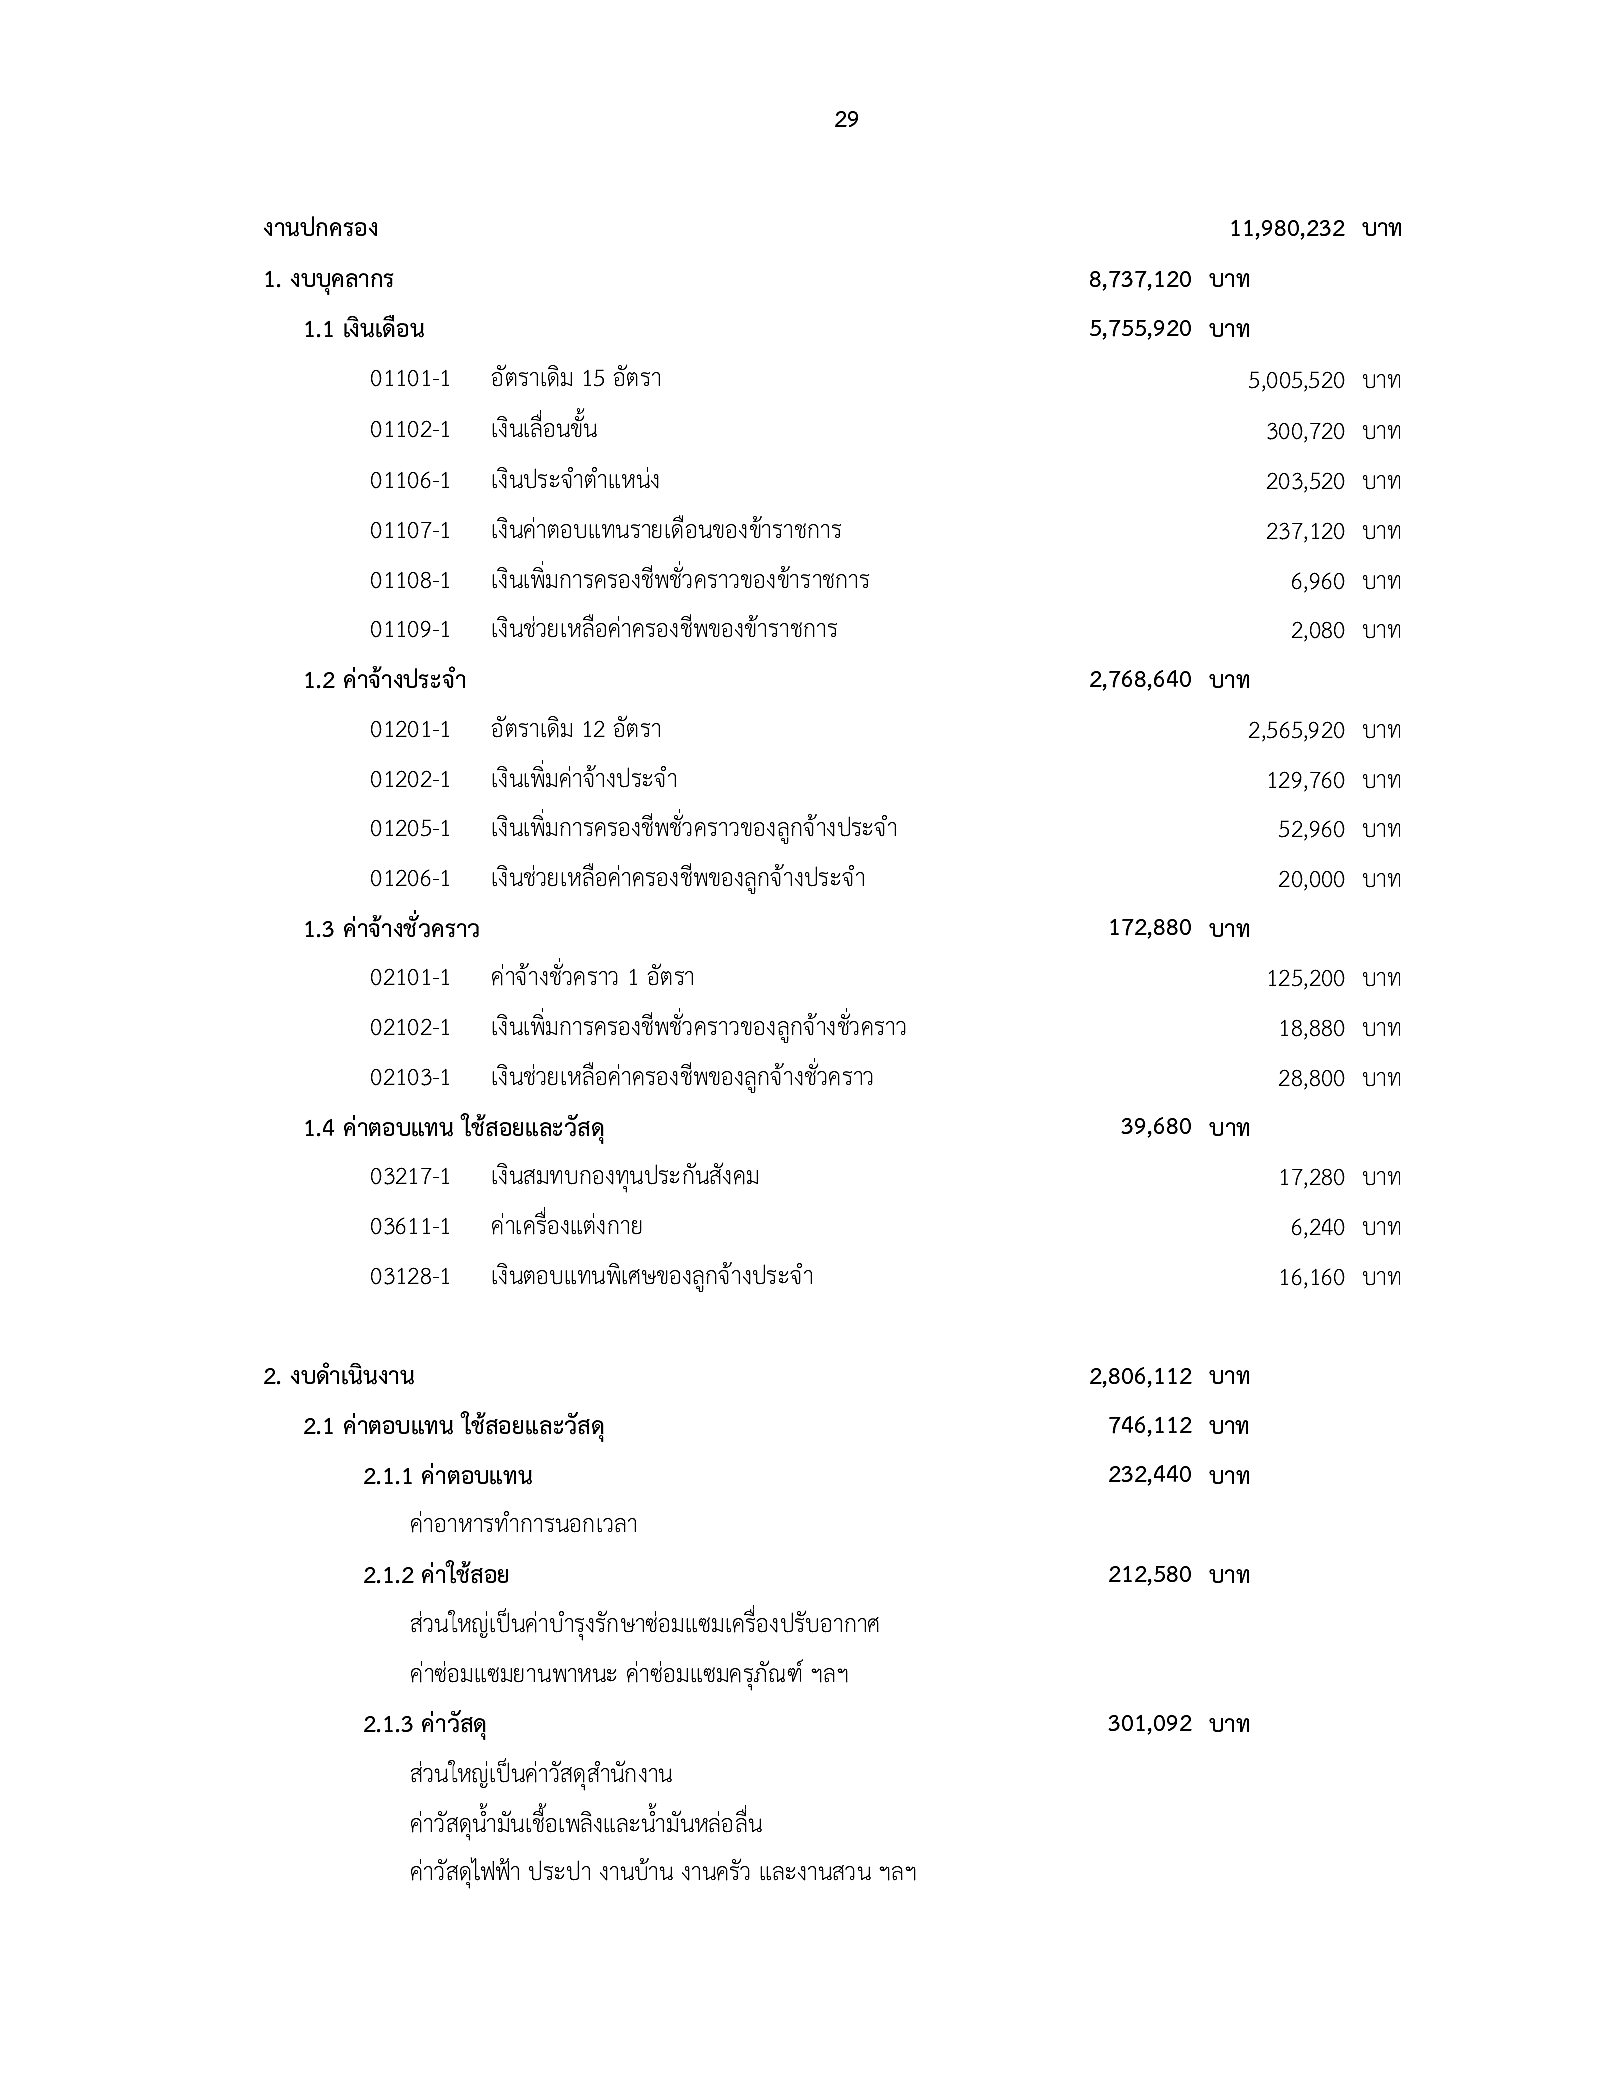 29
งานปกครอง 11,980,232 บาท
1. งบบุคลากร 8,737,120 บาท
1.1 เงินเดือน 5,755,920 บาท
01101-1 อัตราเดิม 15 อัตรา 5,005,520 บาท
01102-1 เงินเลื่อนขั้น 300,720 บาท
01106-1 เงินประจำตำแหน่ง 203,520 บาท
01107-1 เงินค่าตอบแทนรายเดือนของข้าราชการ 237,120 บาท
01108-1 เงินเพิ่มการครองชีพชั่วคราวของข้าราชการ 6,960 บาท
01109-1 เงินช่วยเหลือค่าครองชีพของข้าราชการ 2,080 บาท
1.2 ค่าจ้างประจำ 2,768,640 บาท
01201-1 อัตราเดิม 12 อัตรา 2,565,920 บาท
01202-1 เงินเพิ่มค่าจ้างประจำ 129,760 บาท
01205-1 เงินเพิ่มการครองชีพชั่วคราวของลูกจ้างประจำ 52,960 บาท
01206-1 เงินช่วยเหลือค่าครองชีพของลูกจ้างประจำ 20,000 บาท
1.3 ค่าจ้างชั่วคราว 172,880 บาท
02101-1 ค่าจ้างชั่วคราว 1 อัตรา 125,200 บาท
02102-1 เงินเพิ่มการครองชีพชั่วคราวของลูกจ้างชั่วคราว 18,880 บาท
02103-1 เงินช่วยเหลือค่าครองชีพของลูกจ้างชั่วคราว 28,800 บาท
1.4 ค่าตอบแทน ใช้สอยและวัสดุ 39,680 บาท
03217-1 เงินสมทบกองทุนประกันสังคม 17,280 บาท
03611-1 ค่าเครื่องแต่งกาย 6,240 บาท
03128-1 เงินตอบแทนพิเศษของลูกจ้างประจำ 16,160 บาท
2. งบดำเนินงาน 2,806,112 บาท
2.1 ค่าตอบแทน ใช้สอยและวัสดุ 746,112 บาท
2.1.1 ค่าตอบแทน 232,440 บาท
ค่าอาหารทำการนอกเวลา
2.1.2 ค่าใช้สอย 212,580 บาท
ส่วนใหญ่เป็นค่าบำรุงรักษาซ่อมแซมเครื่องปรับอากาศ
ค่าซ่อมแซมยานพาหนะ ค่าซ่อมแซมครุภัณฑ์ ฯลฯ
2.1.3 ค่าวัสดุ 301,092 บาท
ส่วนใหญ่เป็นค่าวัสดุสำนักงาน
ค่าวัสดุน้ำมันเชื้อเพลิงและน้ำมันหล่อลื่น
ค่าวัสดุไฟฟ้า ประปา งานบ้าน งานครัว และงานสวน ฯลฯ